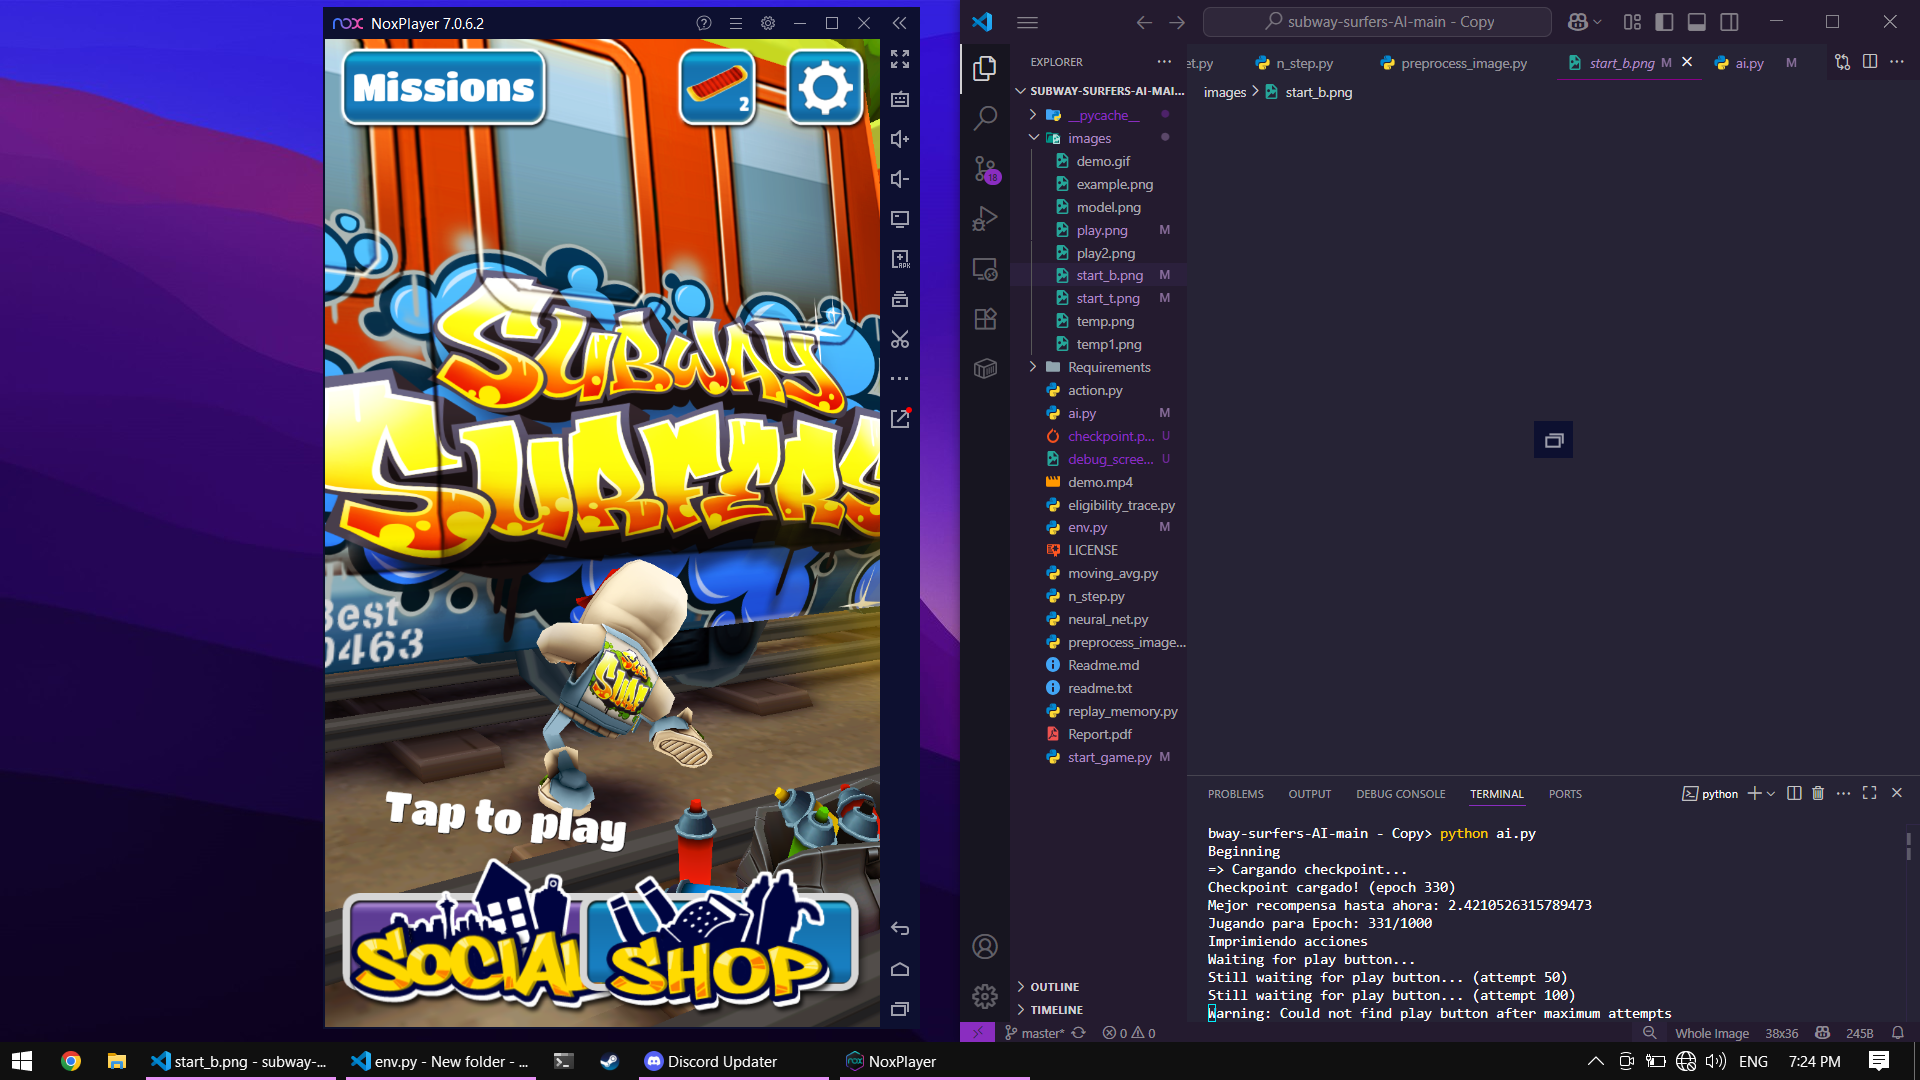 nox NoxPlayer 7.0.6.2
Missions
2
SUBWAY
SURFERS
Best
0463
Tap to play
SOCIAL
SHOP
subway-surfers-AI-main - Copy
EXPLORER
SUBWAY-SURFERS-AI-MAI...
__pycache__
images
demo.gif
example.png
model.png
play.png M
play2.png
start_b.png M
start_t.png M
temp.png
temp1.png
Requirements
action.py
ai.py M
checkpoint.p... U
debug_scree... U
demo.mp4
eligibility_trace.py
env.py M
LICENSE
moving_avg.py
n_step.py
neural_net.py
preprocess_image...
Readme.md
readme.txt
replay_memory.py
Report.pdf
start_game.py M
OUTLINE
TIMELINE
18
et.py n_step.py preprocess_image.py start_b.png M ai.py M
images > start_b.png
PROBLEMS OUTPUT DEBUG CONSOLE TERMINAL PORTS python
bway-surfers-AI-main - Copy> python ai.py
Beginning
=> Cargando checkpoint...
Checkpoint cargado! (epoch 330)
Mejor recompensa hasta ahora: 2.4210526315789473
Jugando para Epoch: 331/1000
Imprimiendo acciones
Waiting for play button...
Still waiting for play button... (attempt 50)
Still waiting for play button... (attempt 100)
Warning: Could not find play button after maximum attempts
master* 0 0 Whole Image 38x36 245B
start_b.png - subway-... env.py - New folder - ... Discord Updater NoxPlayer ENG 7:24 PM